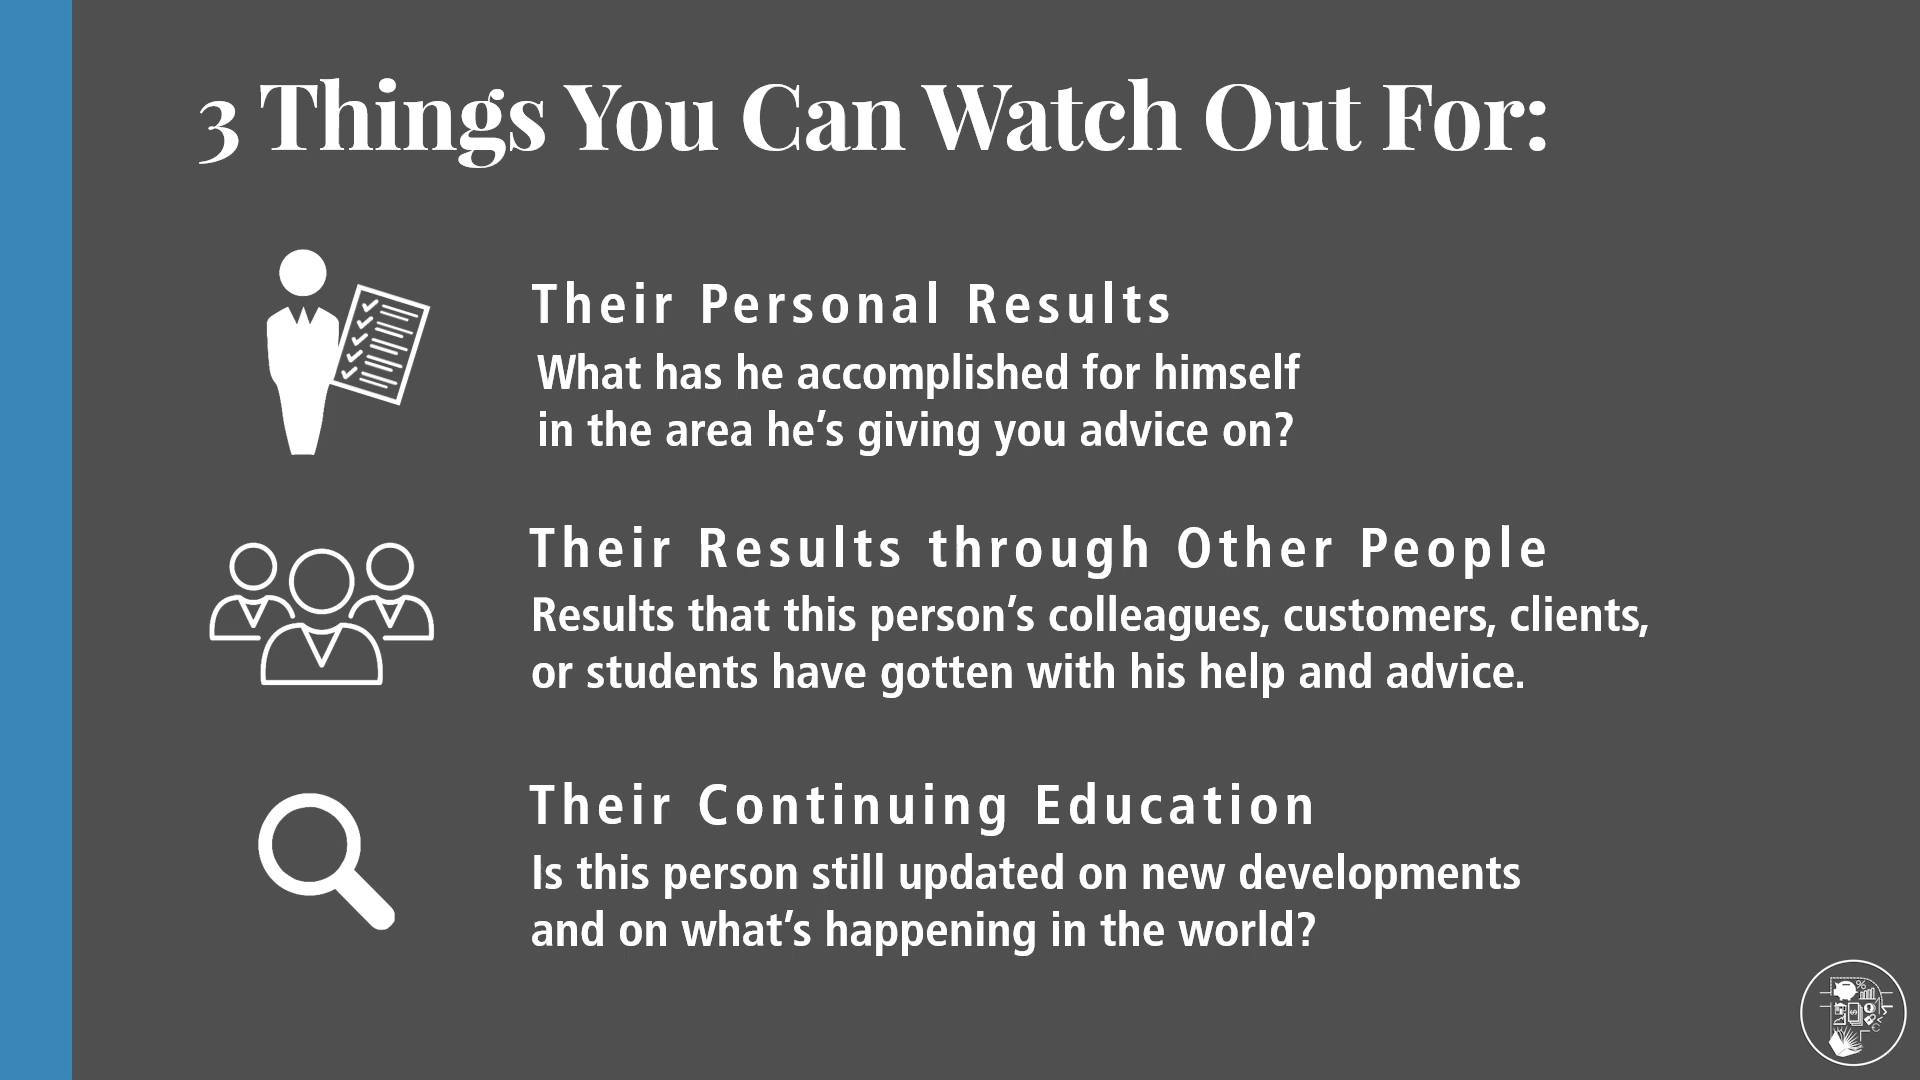 3 Things You Can Watch Out For:
Their Personal Results
What has he accomplished for himself
in the area he’s giving you advice on?
Their Results through Other People
Results that this person’s colleagues, customers, clients,
or students have gotten with his help and advice.
Their Continuing Education
Is this person still updated on new developments
and on what’s happening in the world?